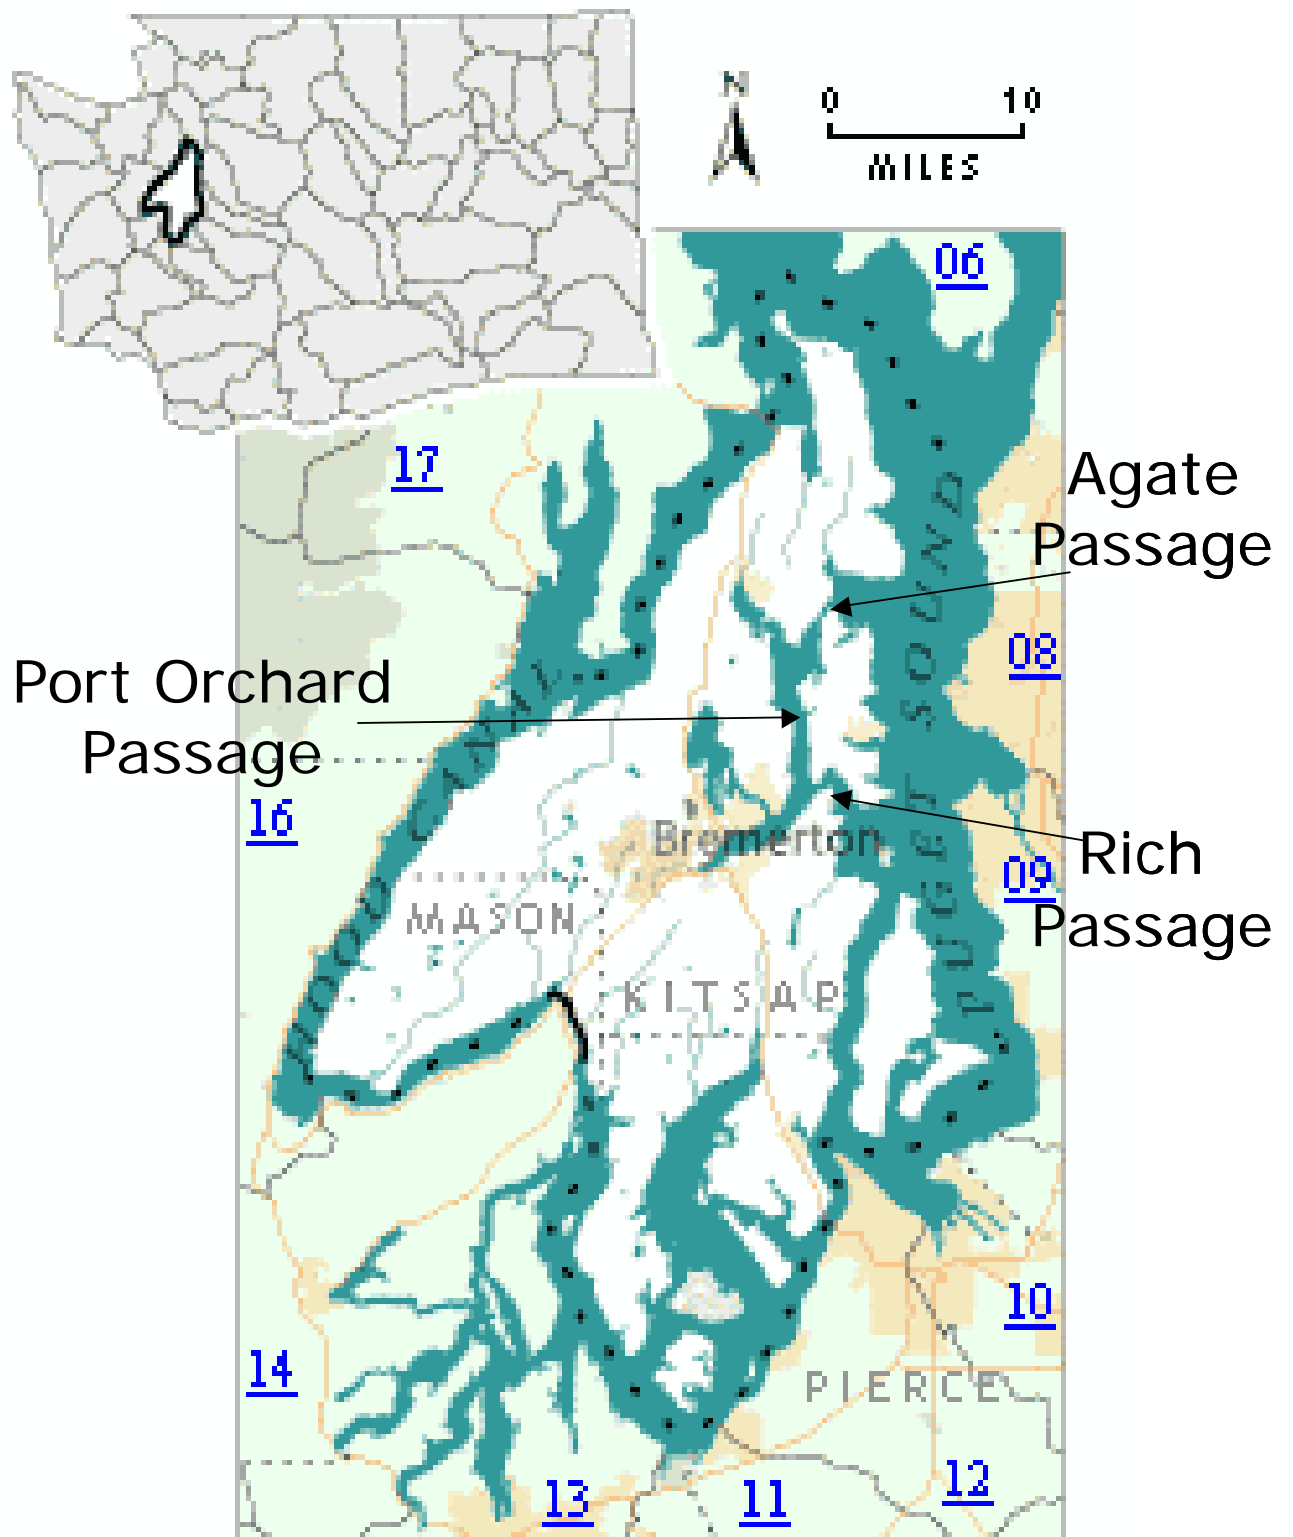 N
0 10
MILES
06
17
Agate
Passage
PUGET SOUND
08
Port Orchard
Passage
HOOD CANAL
16
Bremerton
Rich
Passage
09
MASON
KITSAP
10
14
PIERCE
13
11
12